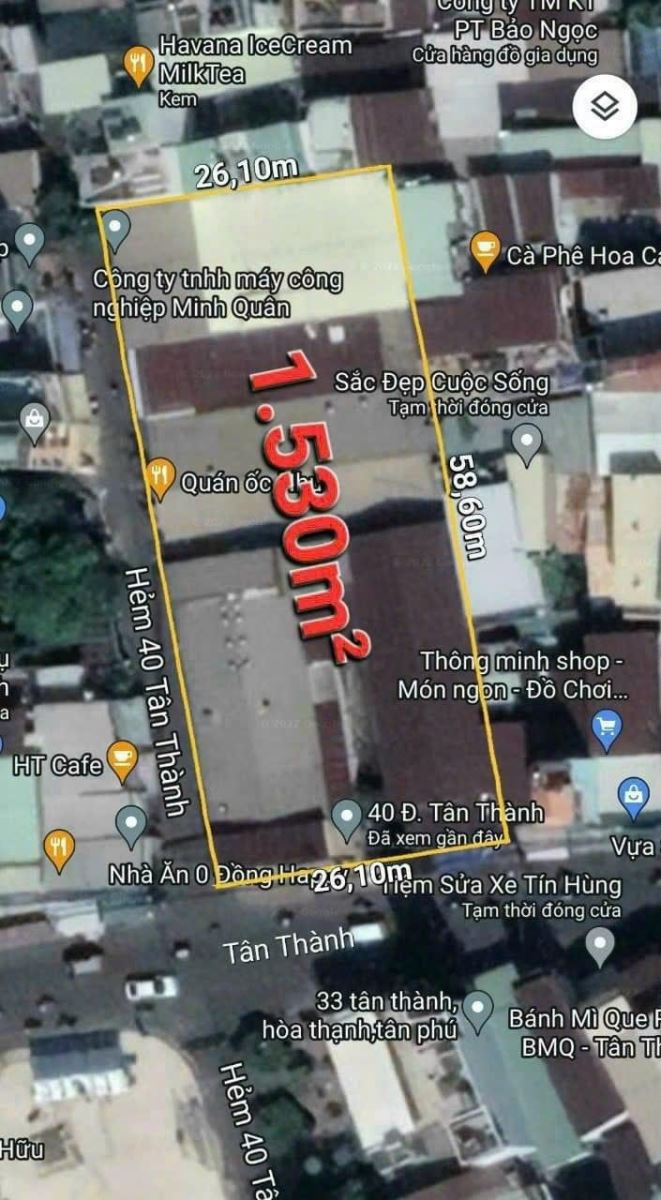 Công ty TM KT
PT Bảo Ngọc
Cửa hàng đồ gia dụng
Havana IceCream
MilkTea
Kem
26,10m
Cà Phê Hoa Ca
Công ty tnhh máy công
nghiệp Minh Quân
1.530m²
Sắc Đẹp Cuộc Sống
Tạm thời đóng cửa
Quán ốc
58,60m
Hẻm 40 Tân Thành
Thông minh shop -
Món ngon - Đồ Chơi...
HT Cafe
40 Đ. Tân Thành
Đã xem gần đây
Vựa
Nhà Ăn 0 Đồng
26,10m
Tiệm Sửa Xe Tín Hùng
Tạm thời đóng cửa
Tân Thành
33 tân thành,
hòa thạnh,tân phú
Bánh Mì Que P
BMQ - Tân Th
Hẻm 40 Tâ
Hữu